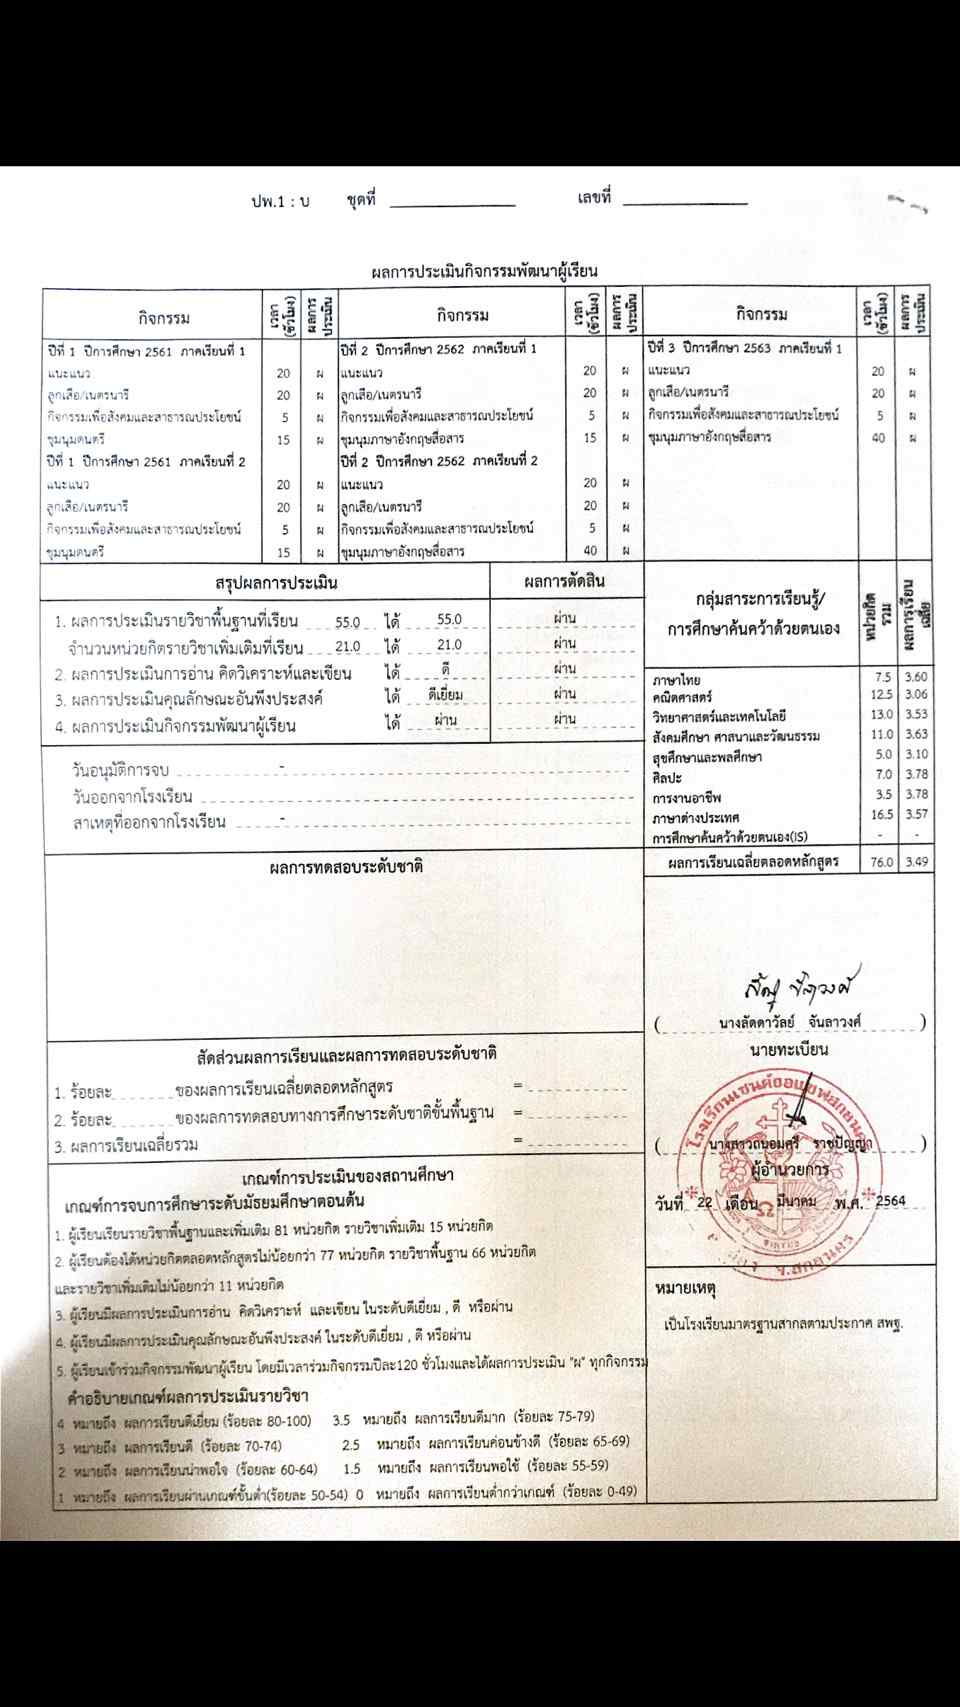 ปพ.1 : บ ชุดที่ เลขที่
ผลการประเมินกิจกรรมพัฒนาผู้เรียน
กิจกรรม เวลา (ชั่วโมง) ผลการประเมิน กิจกรรม เวลา (ชั่วโมง) ผลการประเมิน กิจกรรม เวลา (ชั่วโมง) ผลการประเมิน
ปีที่ 1 ปีการศึกษา 2561 ภาคเรียนที่ 1 ปีที่ 2 ปีการศึกษา 2562 ภาคเรียนที่ 1 ปีที่ 3 ปีการศึกษา 2563 ภาคเรียนที่ 1
แนะแนว 20 ผ แนะแนว 20 ผ แนะแนว 20 ผ
ลูกเสือ/เนตรนารี 20 ผ ลูกเสือ/เนตรนารี 20 ผ ลูกเสือ/เนตรนารี 20 ผ
กิจกรรมเพื่อสังคมและสาธารณประโยชน์ 5 ผ กิจกรรมเพื่อสังคมและสาธารณประโยชน์ 5 ผ กิจกรรมเพื่อสังคมและสาธารณประโยชน์ 5 ผ
ชุมนุมดนตรี 15 ผ ชุมนุมภาษาอังกฤษสื่อสาร 15 ผ ชุมนุมภาษาอังกฤษสื่อสาร 40 ผ
ปีที่ 1 ปีการศึกษา 2561 ภาคเรียนที่ 2 ปีที่ 2 ปีการศึกษา 2562 ภาคเรียนที่ 2
แนะแนว 20 ผ แนะแนว 20 ผ
ลูกเสือ/เนตรนารี 20 ผ ลูกเสือ/เนตรนารี 20 ผ
กิจกรรมเพื่อสังคมและสาธารณประโยชน์ 5 ผ กิจกรรมเพื่อสังคมและสาธารณประโยชน์ 5 ผ
ชุมนุมดนตรี 15 ผ ชุมนุมภาษาอังกฤษสื่อสาร 40 ผ
สรุปผลการประเมิน ผลการตัดสิน
1. ผลการประเมินรายวิชาพื้นฐานที่เรียน 55.0 ได้ 55.0 ผ่าน
จำนวนหน่วยกิตรายวิชาเพิ่มเติมที่เรียน 21.0 ได้ 21.0 ผ่าน
2. ผลการประเมินการอ่าน คิดวิเคราะห์และเขียน ได้ ดี ผ่าน
3. ผลการประเมินคุณลักษณะอันพึงประสงค์ ได้ ดีเยี่ยม ผ่าน
4. ผลการประเมินกิจกรรมพัฒนาผู้เรียน ได้ ผ่าน ผ่าน
วันอนุมัติการจบ -
วันออกจากโรงเรียน
สาเหตุที่ออกจากโรงเรียน -
กลุ่มสาระการเรียนรู้/ การศึกษาค้นคว้าด้วยตนเอง หน่วยกิตรวม ผลการเรียนเฉลี่ย
ภาษาไทย 7.5 3.60
คณิตศาสตร์ 12.5 3.06
วิทยาศาสตร์และเทคโนโลยี 13.0 3.53
สังคมศึกษา ศาสนาและวัฒนธรรม 11.0 3.63
สุขศึกษาและพลศึกษา 5.0 3.10
ศิลปะ 7.0 3.78
การงานอาชีพ 3.5 3.78
ภาษาต่างประเทศ 16.5 3.57
การศึกษาค้นคว้าด้วยตนเอง(IS) - -
ผลการเรียนเฉลี่ยตลอดหลักสูตร 76.0 3.49
ผลการทดสอบระดับชาติ
สัดส่วนผลการเรียนและผลการทดสอบระดับชาติ
1. ร้อยละ ของผลการเรียนเฉลี่ยตลอดหลักสูตร =
2. ร้อยละ ของผลการทดสอบทางการศึกษาระดับชาติขั้นพื้นฐาน =
3. ผลการเรียนเฉลี่ยรวม =
( นางลัดดาวัลย์ จันลาวงศ์ )
นายทะเบียน
( นางสาวถนอมศรี ราชปัญญา )
ผู้อำนวยการ
วันที่ 22 เดือน มีนาคม พ.ศ. 2564
จ.สกลนคร
เกณฑ์การประเมินของสถานศึกษา
เกณฑ์การจบการศึกษาระดับมัธยมศึกษาตอนต้น
1. ผู้เรียนเรียนรายวิชาพื้นฐานและเพิ่มเติม 81 หน่วยกิต รายวิชาเพิ่มเติม 15 หน่วยกิต
2. ผู้เรียนต้องได้หน่วยกิตตลอดหลักสูตรไม่น้อยกว่า 77 หน่วยกิต รายวิชาพื้นฐาน 66 หน่วยกิต
และรายวิชาเพิ่มเติมไม่น้อยกว่า 11 หน่วยกิต
3. ผู้เรียนมีผลการประเมินการอ่าน คิดวิเคราะห์ และเขียน ในระดับดีเยี่ยม , ดี หรือผ่าน
4. ผู้เรียนมีผลการประเมินคุณลักษณะอันพึงประสงค์ ในระดับดีเยี่ยม , ดี หรือผ่าน
5. ผู้เรียนเข้าร่วมกิจกรรมพัฒนาผู้เรียน โดยมีเวลาร่วมกิจกรรมปีละ120 ชั่วโมงและได้ผลการประเมิน "ผ" ทุกกิจกรรม
คำอธิบายเกณฑ์ผลการประเมินรายวิชา
4 หมายถึง ผลการเรียนดีเยี่ยม (ร้อยละ 80-100) 3.5 หมายถึง ผลการเรียนดีมาก (ร้อยละ 75-79)
3 หมายถึง ผลการเรียนดี (ร้อยละ 70-74) 2.5 หมายถึง ผลการเรียนค่อนข้างดี (ร้อยละ 65-69)
2 หมายถึง ผลการเรียนน่าพอใจ (ร้อยละ 60-64) 1.5 หมายถึง ผลการเรียนพอใช้ (ร้อยละ 55-59)
1 หมายถึง ผลการเรียนผ่านเกณฑ์ขั้นต่ำ(ร้อยละ 50-54) 0 หมายถึง ผลการเรียนต่ำกว่าเกณฑ์ (ร้อยละ 0-49)
หมายเหตุ
เป็นโรงเรียนมาตรฐานสากลตามประกาศ สพฐ.